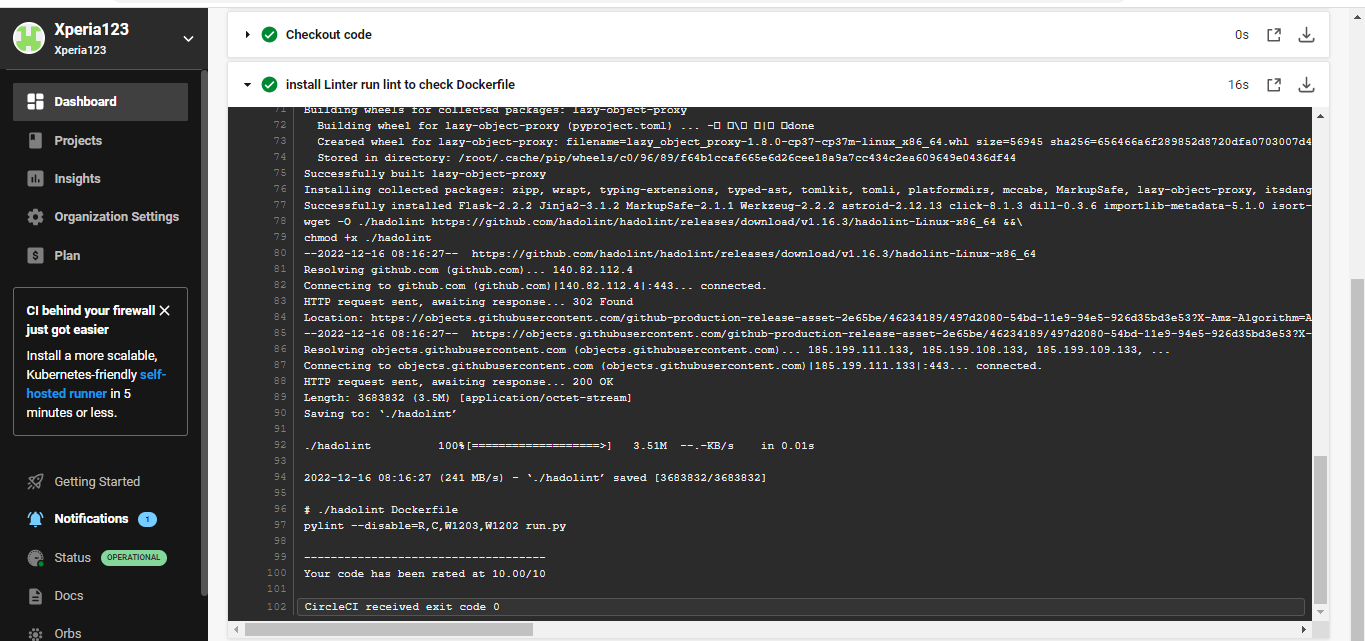 Xperia123
Xperia123
Dashboard
Projects
Insights
Organization Settings
Plan
CI behind your firewall
just got easier
Install a more scalable,
Kubernetes-friendly self-
hosted runner in 5
minutes or less.
Getting Started
Notifications 1
Status OPERATIONAL
Docs
Orbs
Checkout code 0s
install Linter run lint to check Dockerfile 16s
71 Building wheels for collected packages: lazy-object-proxy
72 Building wheel for lazy-object-proxy (pyproject.toml) ... -□ □\□ □|□ □done
73 Created wheel for lazy-object-proxy: filename=lazy_object_proxy-1.8.0-cp37-cp37m-linux_x86_64.whl size=56945 sha256=656466a6f289852d8720dfa0703007d4
74 Stored in directory: /root/.cache/pip/wheels/c0/96/89/f64b1ccaf665e6d26cee18a9a7cc434c2ea609649e0436df44
75 Successfully built lazy-object-proxy
76 Installing collected packages: zipp, wrapt, typing-extensions, typed-ast, tomlkit, tomli, platformdirs, mccabe, MarkupSafe, lazy-object-proxy, itsdang
77 Successfully installed Flask-2.2.2 Jinja2-3.1.2 MarkupSafe-2.1.1 Werkzeug-2.2.2 astroid-2.12.13 click-8.1.3 dill-0.3.6 importlib-metadata-5.1.0 isort-
78 wget -O ./hadolint https://github.com/hadolint/hadolint/releases/download/v1.16.3/hadolint-Linux-x86_64 &&\
79 chmod +x ./hadolint
80 --2022-12-16 08:16:27-- https://github.com/hadolint/hadolint/releases/download/v1.16.3/hadolint-Linux-x86_64
81 Resolving github.com (github.com)... 140.82.112.4
82 Connecting to github.com (github.com)|140.82.112.4|:443... connected.
83 HTTP request sent, awaiting response... 302 Found
84 Location: https://objects.githubusercontent.com/github-production-release-asset-2e65be/46234189/497d2080-54bd-11e9-94e5-926d35bd3e53?X-Amz-Algorithm=A
85 --2022-12-16 08:16:27-- https://objects.githubusercontent.com/github-production-release-asset-2e65be/46234189/497d2080-54bd-11e9-94e5-926d35bd3e53?X-
86 Resolving objects.githubusercontent.com (objects.githubusercontent.com)... 185.199.111.133, 185.199.108.133, 185.199.109.133, ...
87 Connecting to objects.githubusercontent.com (objects.githubusercontent.com)|185.199.111.133|:443... connected.
88 HTTP request sent, awaiting response... 200 OK
89 Length: 3683832 (3.5M) [application/octet-stream]
90 Saving to: ‘./hadolint’
91
92 ./hadolint 100%[===================>] 3.51M --.-KB/s in 0.01s
93
94 2022-12-16 08:16:27 (241 MB/s) - ‘./hadolint’ saved [3683832/3683832]
95
96 # ./hadolint Dockerfile
97 pylint --disable=R,C,W1203,W1202 run.py
98
99 ------------------------------------
100 Your code has been rated at 10.00/10
101
102 CircleCI received exit code 0